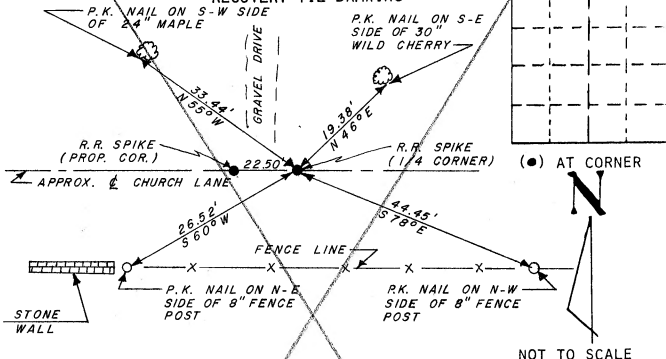 P.K. NAIL ON S-W SIDE
OF 24" MAPLE
P.K. NAIL ON S-E
SIDE OF 30"
WILD CHERRY
GRAVEL DRIVE
33.44'
N 55° W
19.38'
N 46° E
R.R. SPIKE
(PROP. COR.)
22.50'
R.R. SPIKE
(1/4 CORNER)
(●) AT CORNER
APPROX. ℄ CHURCH LANE
N
26.52'
S 60° W
44.45'
S 78° E
FENCE LINE
P.K. NAIL ON N-E
SIDE OF 8" FENCE
POST
P.K. NAIL ON N-W
SIDE OF 8" FENCE
POST
STONE
WALL
NOT TO SCALE